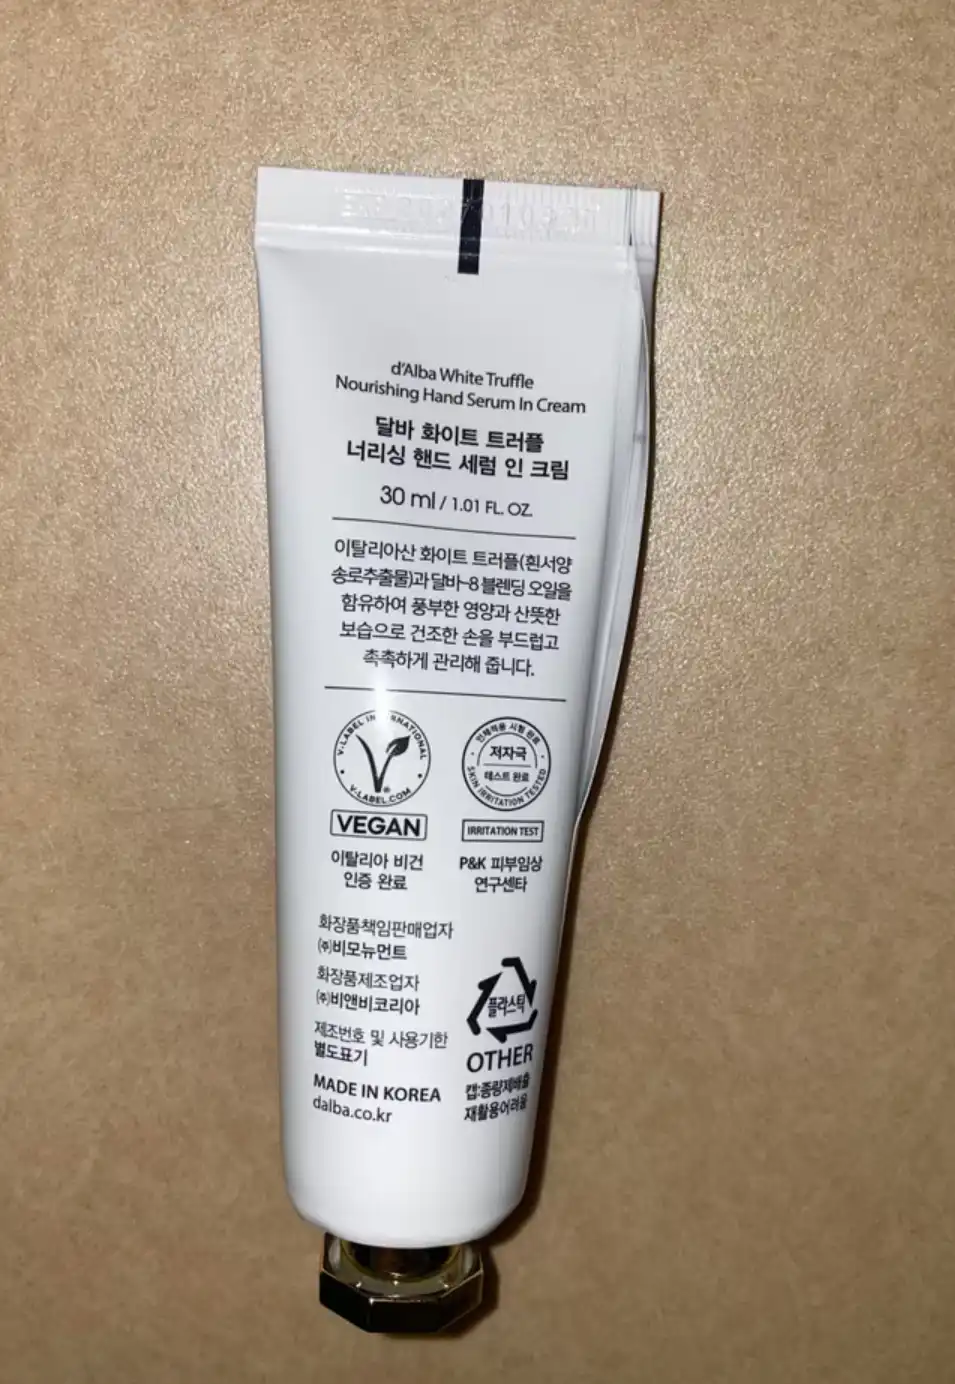 d'Alba White Truffle
Nourishing Hand Serum In Cream
달바 화이트 트러플
너리싱 핸드 세럼 인 크림
30 ml / 1.01 FL. OZ.
이탈리아산 화이트 트러플(흰서양
송로추출물)과 달바-8 블렌딩 오일을
함유하여 풍부한 영양과 산뜻한
보습으로 건조한 손을 부드럽고
촉촉하게 관리해 줍니다.
V-LABEL INTERNATIONAL
V-LABEL.COM
VEGAN
이탈리아 비건
인증 완료
인체적용 시험 완료
저자극
테스트 완료
SKIN IRRITATION TESTED
IRRITATION TEST
P&K 피부임상
연구센타
화장품책임판매업자
㈜비모뉴먼트
화장품제조업자
㈜비앤비코리아
제조번호 및 사용기한
별도표기
MADE IN KOREA
dalba.co.kr
플라스틱
OTHER
캡:종량제배출
재활용어려움